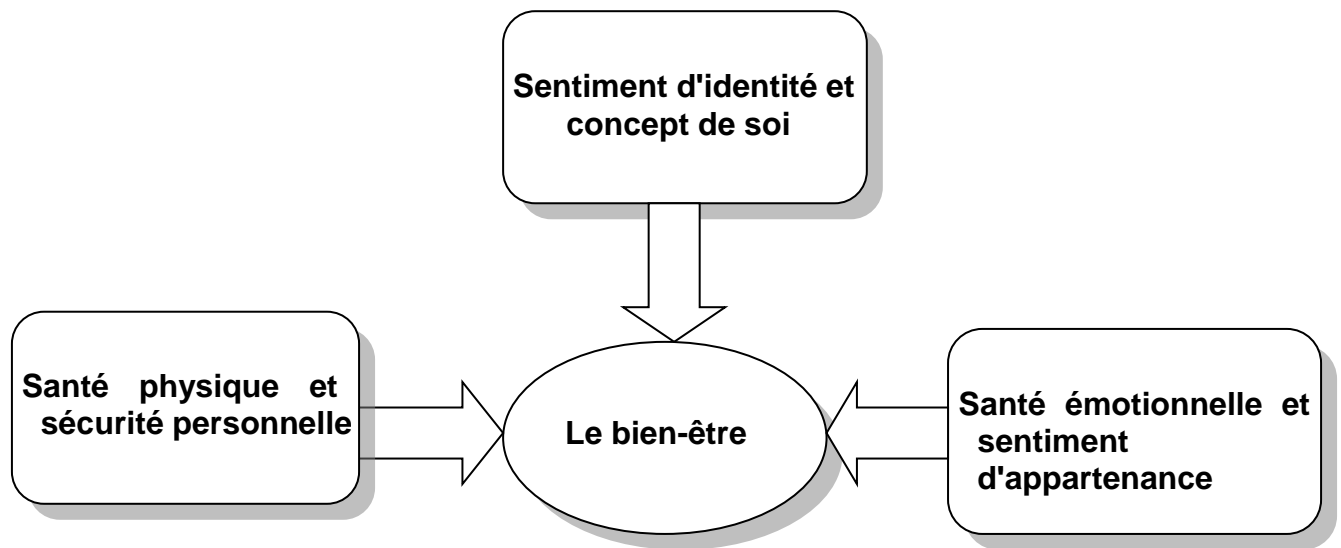 Sentiment d'identité et
concept de soi
Santé physique et
sécurité personnelle
Le bien-être
Santé émotionnelle et
sentiment
d'appartenance